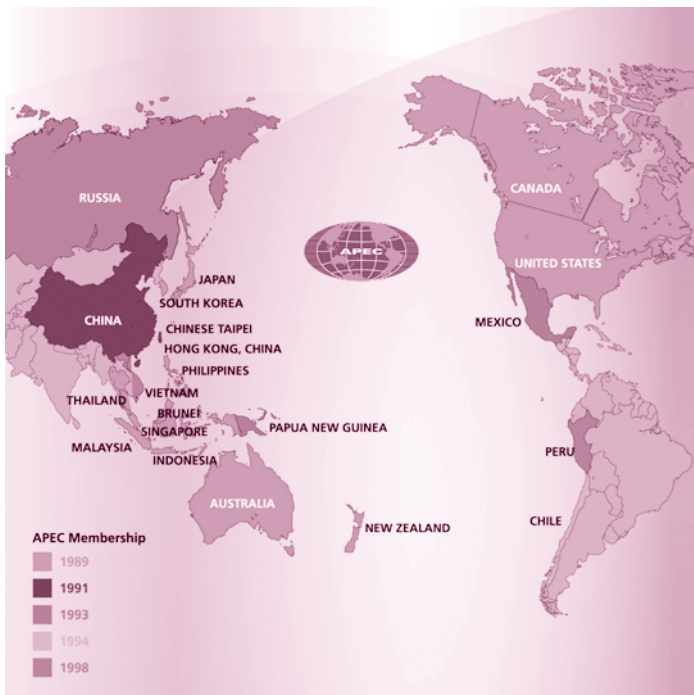 CANADA
RUSSIA
APEC
UNITED STATES
JAPAN
SOUTH KOREA
CHINA
MEXICO
CHINESE TAIPEI
HONG KONG, CHINA
PHILIPPINES
VIETNAM
THAILAND
BRUNEI
PAPUA NEW GUINEA
SINGAPORE
MALAYSIA
PERU
INDONESIA
AUSTRALIA
CHILE
NEW ZEALAND
APEC Membership
1989
1991
1993
1994
1998